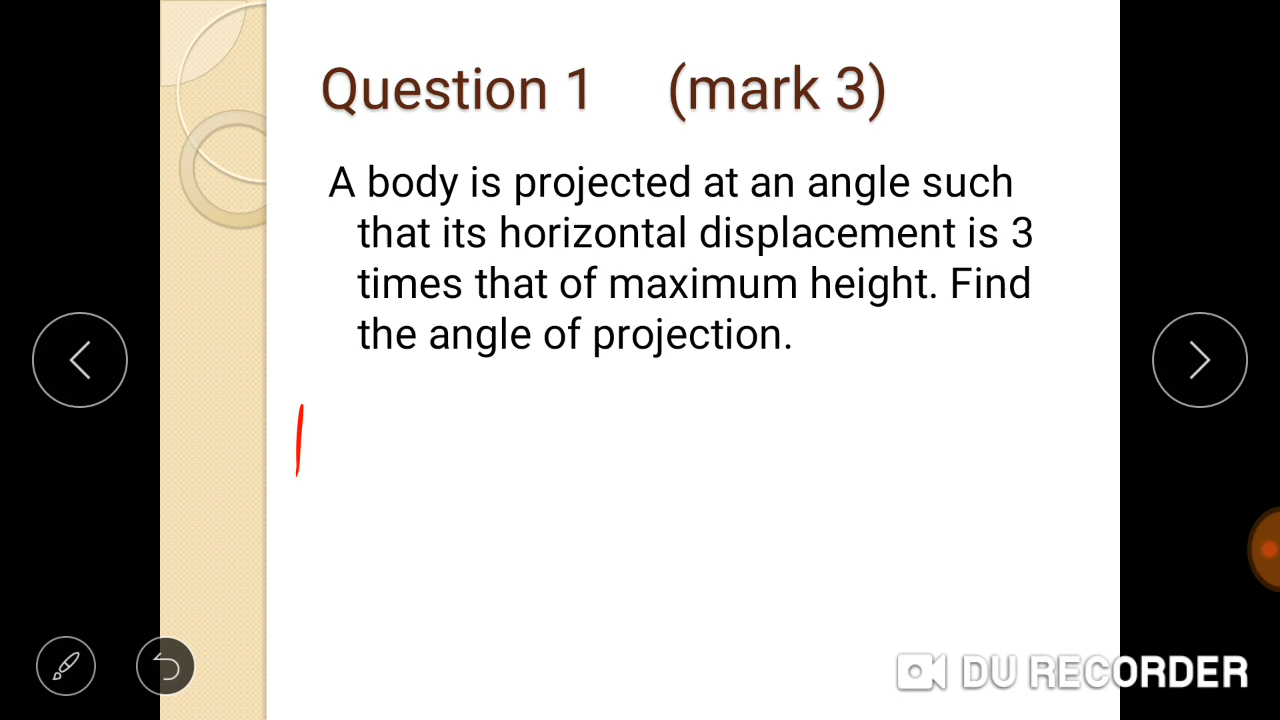 Question 1 (mark 3)
A body is projected at an angle such
that its horizontal displacement is 3
times that of maximum height. Find
the angle of projection.
DU RECORDER